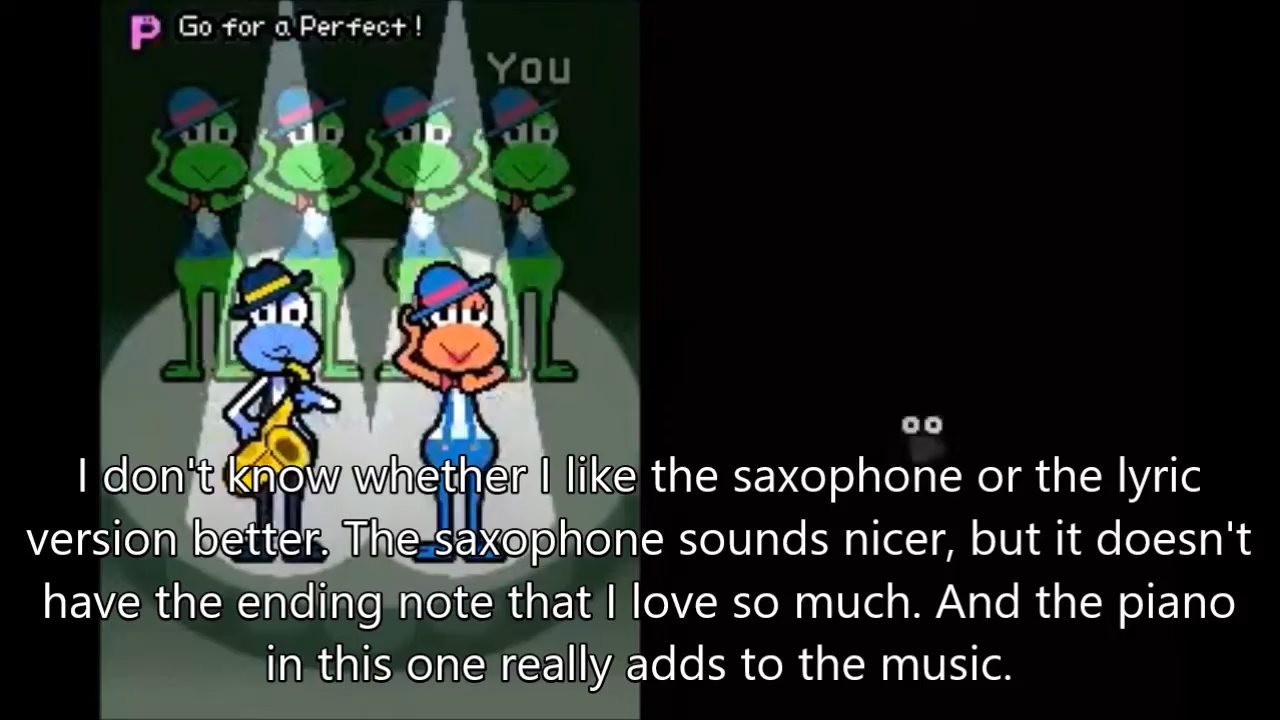 P Go for a Perfect!
You
I don't know whether I like the saxophone or the lyric
version better. The saxophone sounds nicer, but it doesn't
have the ending note that I love so much. And the piano
in this one really adds to the music.